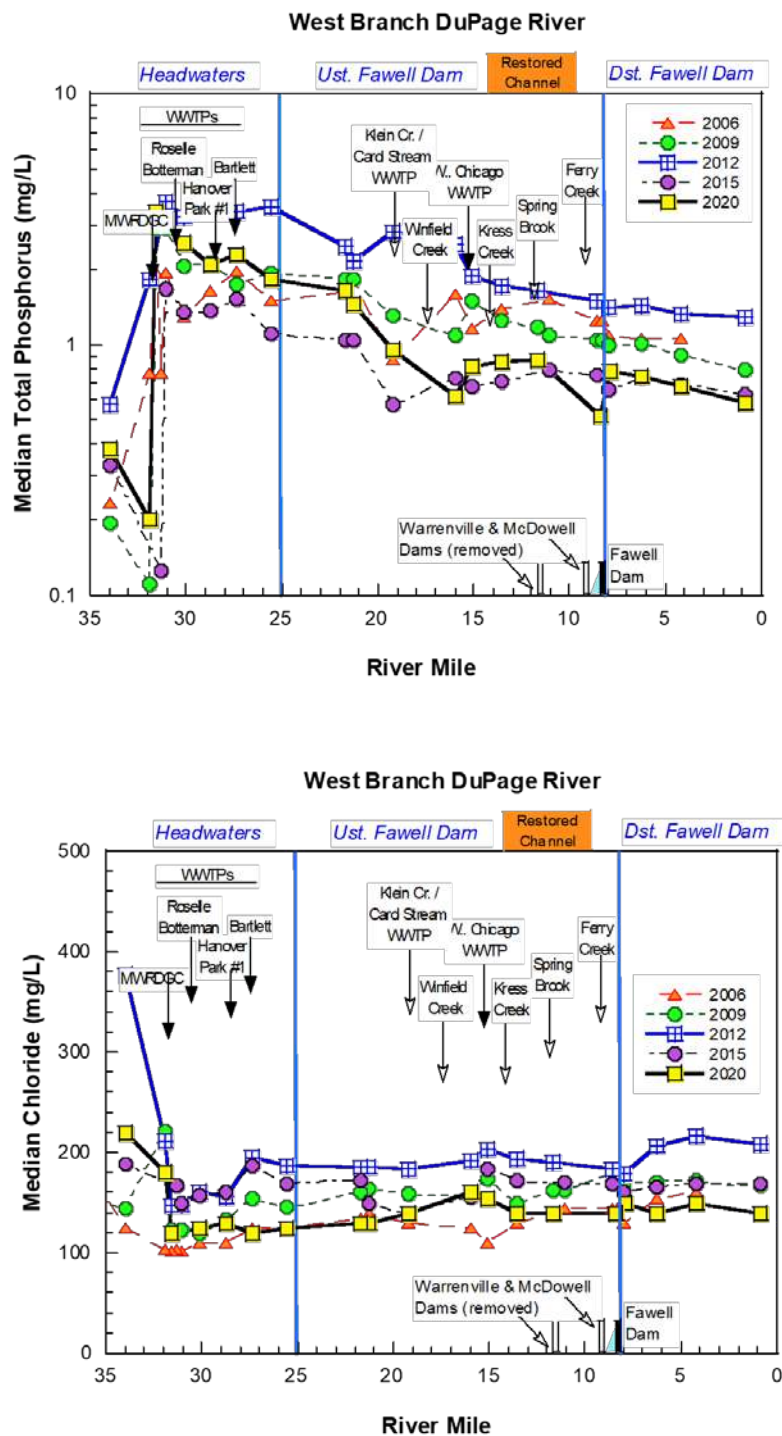 West Branch DuPage River
Headwaters
Ust. Fawell Dam
Restored
Channel
Dst. Fawell Dam
10
WWTPs
Roselle
Botterman
Bartlett
Hanover
Park #1
MWRDGC
Klein Cr. /
Card Stream
WWTP
W. Chicago
WWTP
Winfield
Creek
Kress
Creek
Spring
Brook
Ferry
Creek
2006
2009
2012
2015
2020
Median Total Phosphorus (mg/L)
1
Warrenville & McDowell
Dams (removed)
Fawell
Dam
0.1
35 30 25 20 15 10 5 0
River Mile
West Branch DuPage River
Headwaters
Ust. Fawell Dam
Restored
Channel
Dst. Fawell Dam
500
WWTPs
Roselle
Botterman
Bartlett
Hanover
Park #1
MWRDGC
Klein Cr. /
Card Stream
WWTP
W. Chicago
WWTP
Winfield
Creek
Kress
Creek
Spring
Brook
Ferry
Creek
400
2006
2009
2012
2015
2020
300
Median Chloride (mg/L)
200
100
Warrenville & McDowell
Dams (removed)
Fawell
Dam
0
35 30 25 20 15 10 5 0
River Mile